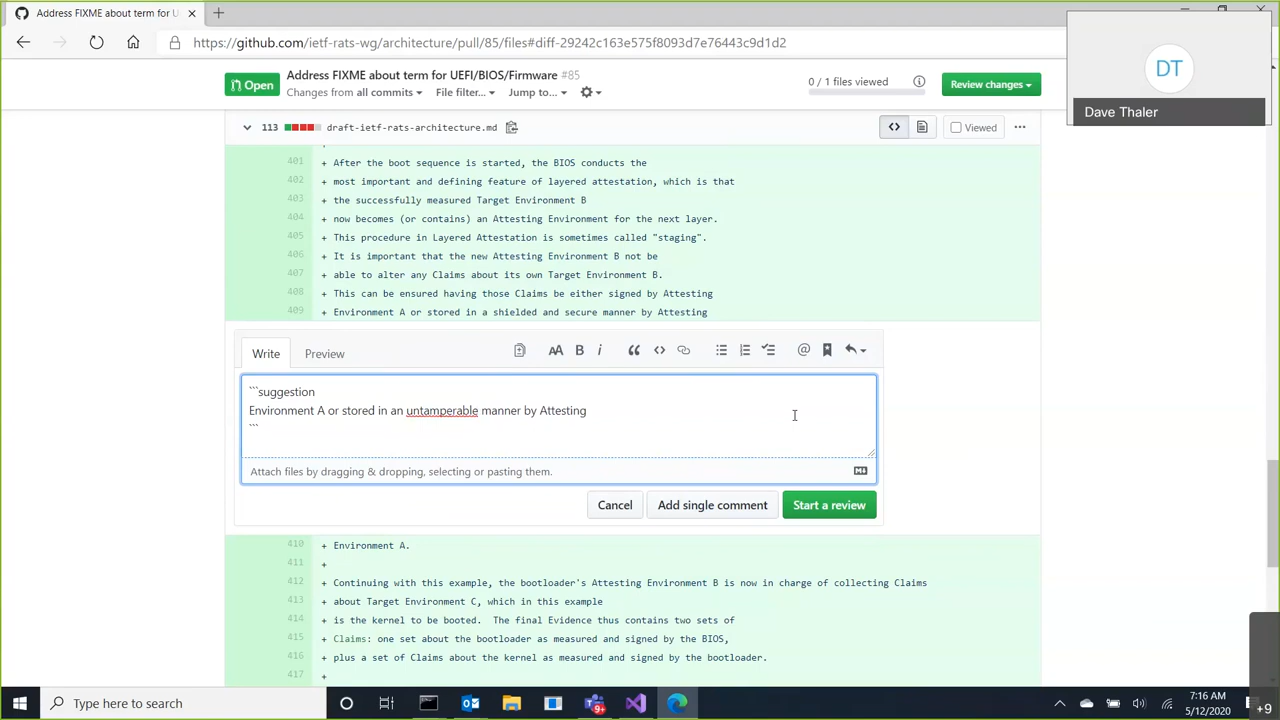 Address FIXME about term for U
https://github.com/ietf-rats-wg/architecture/pull/85/files#diff-29242c163e575f8093d7e76443c9d1d2
DT
Dave Thaler
Open
Address FIXME about term for UEFI/BIOS/Firmware #85
Changes from all commits File filter... Jump to...
0 / 1 files viewed
Review changes
113 draft-ietf-rats-architecture.md
Viewed
401 + After the boot sequence is started, the BIOS conducts the
402 + most important and defining feature of layered attestation, which is that
403 + the successfully measured Target Environment B
404 + now becomes (or contains) an Attesting Environment for the next layer.
405 + This procedure in Layered Attestation is sometimes called "staging".
406 + It is important that the new Attesting Environment B not be
407 + able to alter any Claims about its own Target Environment B.
408 + This can be ensured having those Claims be either signed by Attesting
409 + Environment A or stored in a shielded and secure manner by Attesting
Write Preview
```suggestion
Environment A or stored in an untamperable manner by Attesting
```
Attach files by dragging & dropping, selecting or pasting them.
Cancel Add single comment Start a review
410 + Environment A.
411 +
412 + Continuing with this example, the bootloader's Attesting Environment B is now in charge of collecting Claims
413 + about Target Environment C, which in this example
414 + is the kernel to be booted. The final Evidence thus contains two sets of
415 + Claims: one set about the bootloader as measured and signed by the BIOS,
416 + plus a set of Claims about the kernel as measured and signed by the bootloader.
417 +
Type here to search
7:16 AM
5/12/2020
+9